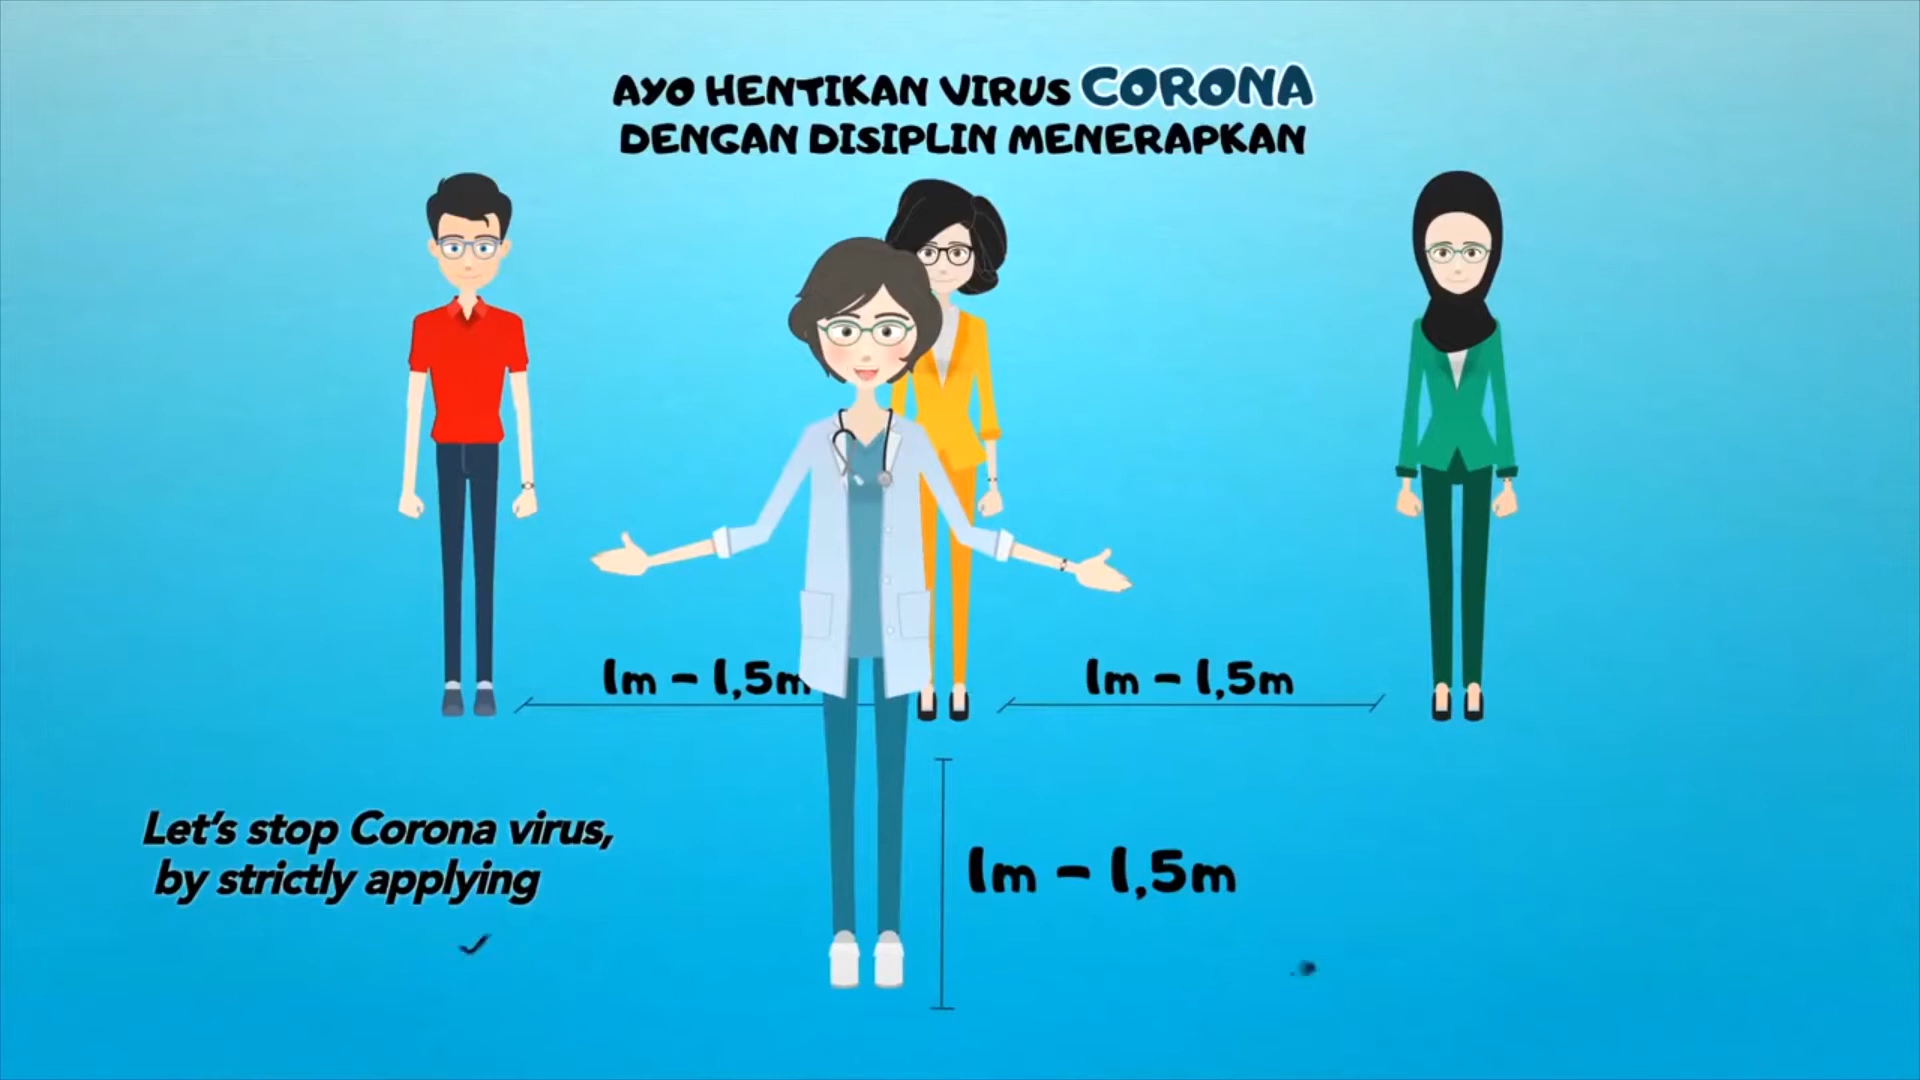 AYO HENTIKAN VIRUS CORONA
DENGAN DISIPLIN MENERAPKAN
1m - 1,5m
1m - 1,5m
1m - 1,5m
Let's stop Corona virus,
by strictly applying